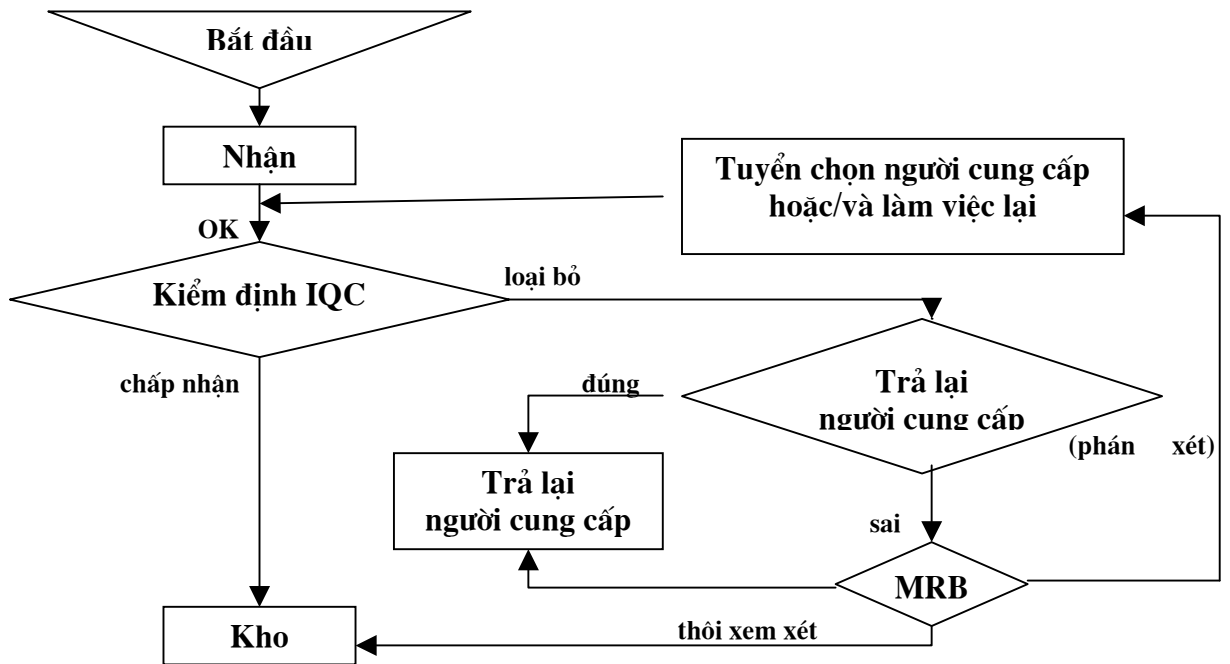 Bắt đầu
Nhận
Tuyển chọn người cung cấp
hoặc/và làm việc lại
OK
Kiểm định IQC
loại bỏ
chấp nhận
đúng
Trả lại
người cung cấp
(phán xét)
Trả lại
người cung cấp
sai
MRB
Kho
thôi xem xét